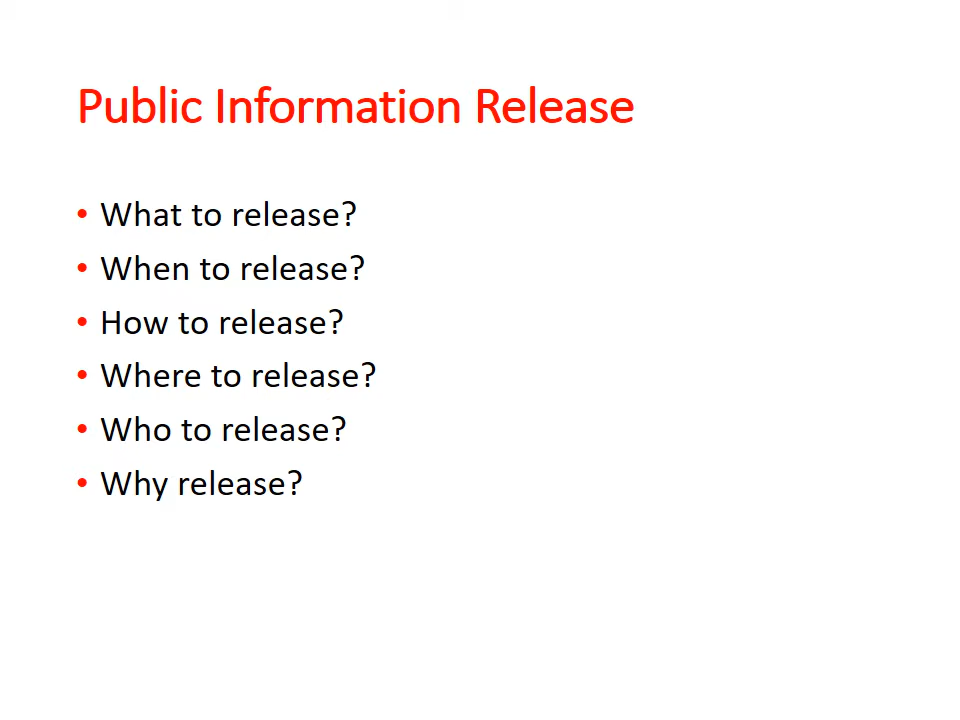 Public Information Release
• What to release?
• When to release?
• How to release?
• Where to release?
• Who to release?
• Why release?